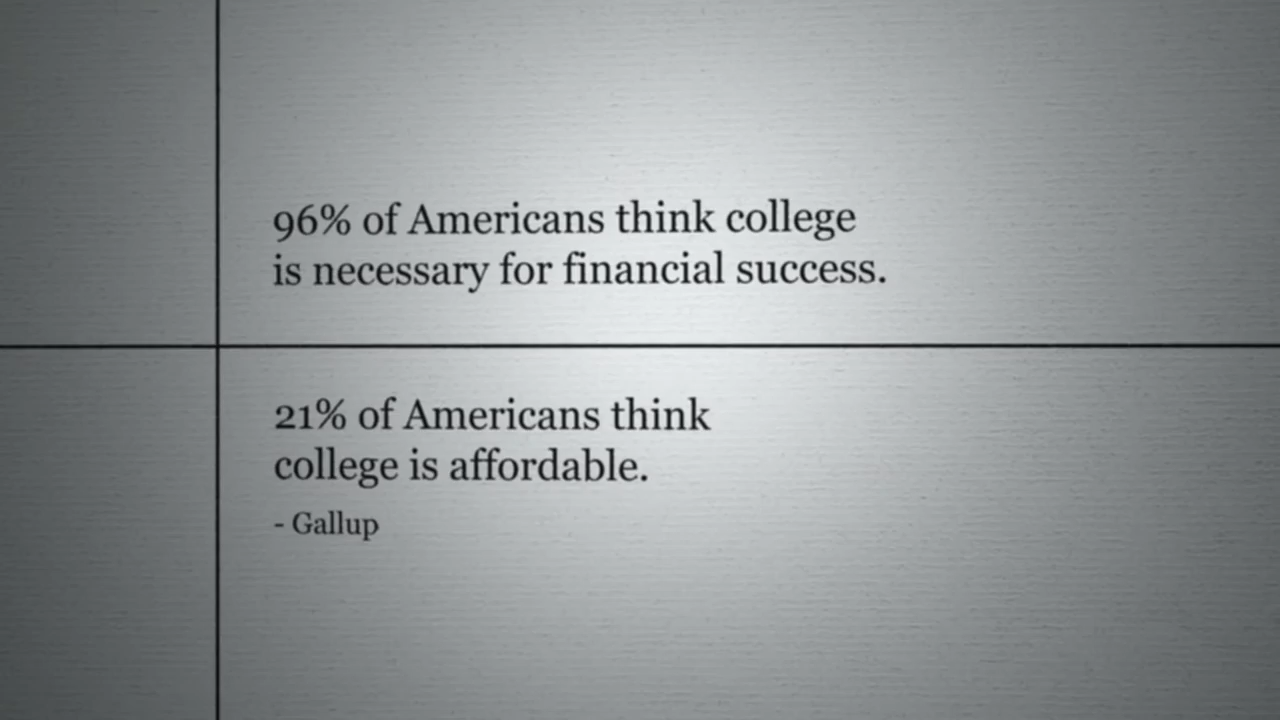 96% of Americans think college
is necessary for financial success.
21% of Americans think
college is affordable.
- Gallup